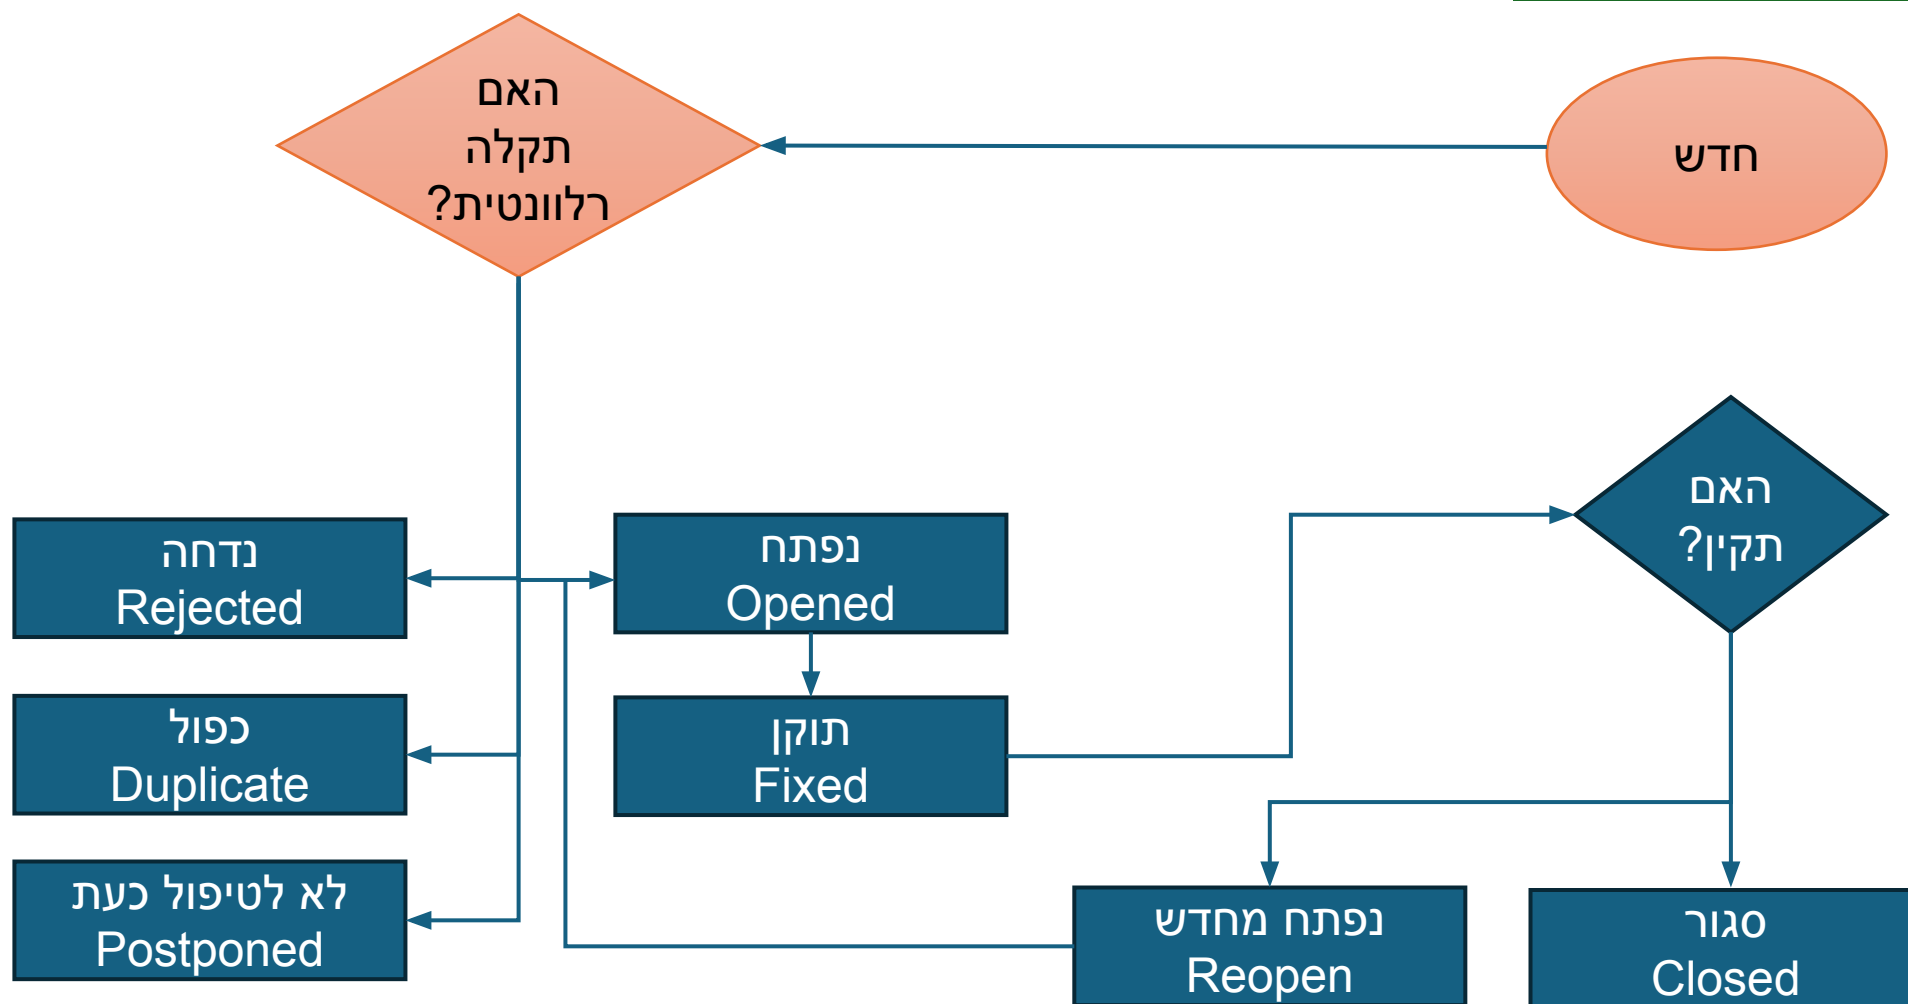 חדש
האם
תקלה
רלוונטית?
האם
תקין?
נפתח
Opened
נדחה
Rejected
תוקן
Fixed
כפול
Duplicate
סגור
Closed
נפתח מחדש
Reopen
לא לטיפול כעת
Postponed